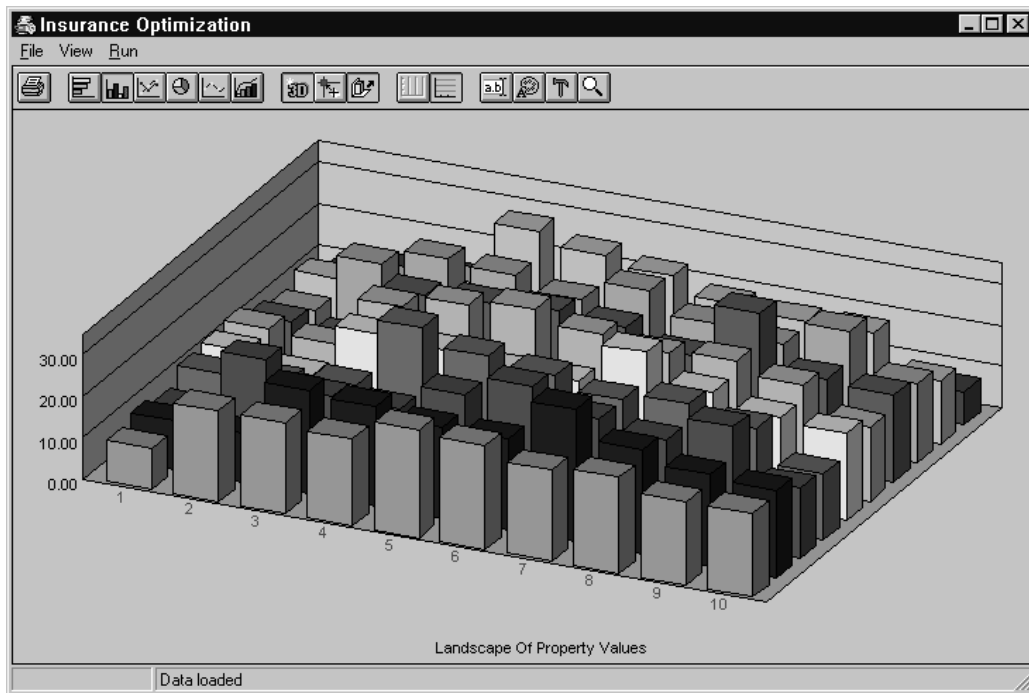 Insurance Optimization
File View Run
3D
a.b
A
30.00
20.00
10.00
0.00
1
2
3
4
5
6
7
8
9
10
Landscape Of Property Values
Data loaded